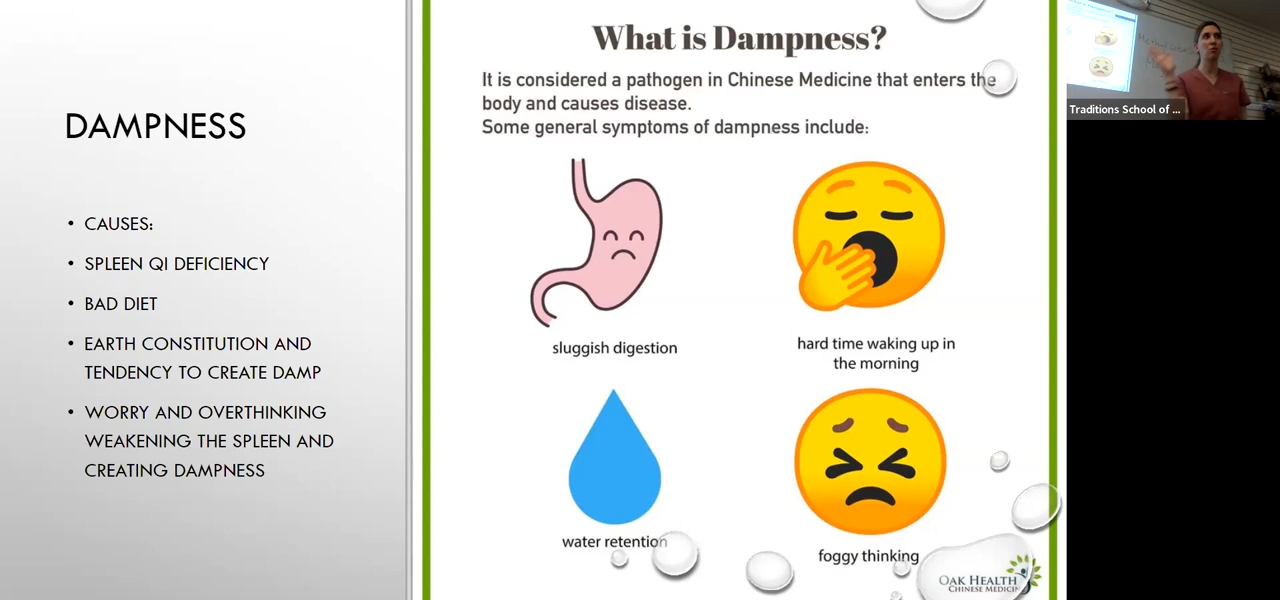 DAMPNESS
• CAUSES:
• SPLEEN QI DEFICIENCY
• BAD DIET
• EARTH CONSTITUTION AND
TENDENCY TO CREATE DAMP
• WORRY AND OVERTHINKING
WEAKENING THE SPLEEN AND
CREATING DAMPNESS
What is Dampness?
It is considered a pathogen in Chinese Medicine that enters the
body and causes disease.
Some general symptoms of dampness include:
sluggish digestion
hard time waking up in
the morning
water retention
foggy thinking
OAK HEALTH
CHINESE MEDICINE
Traditions School of ...